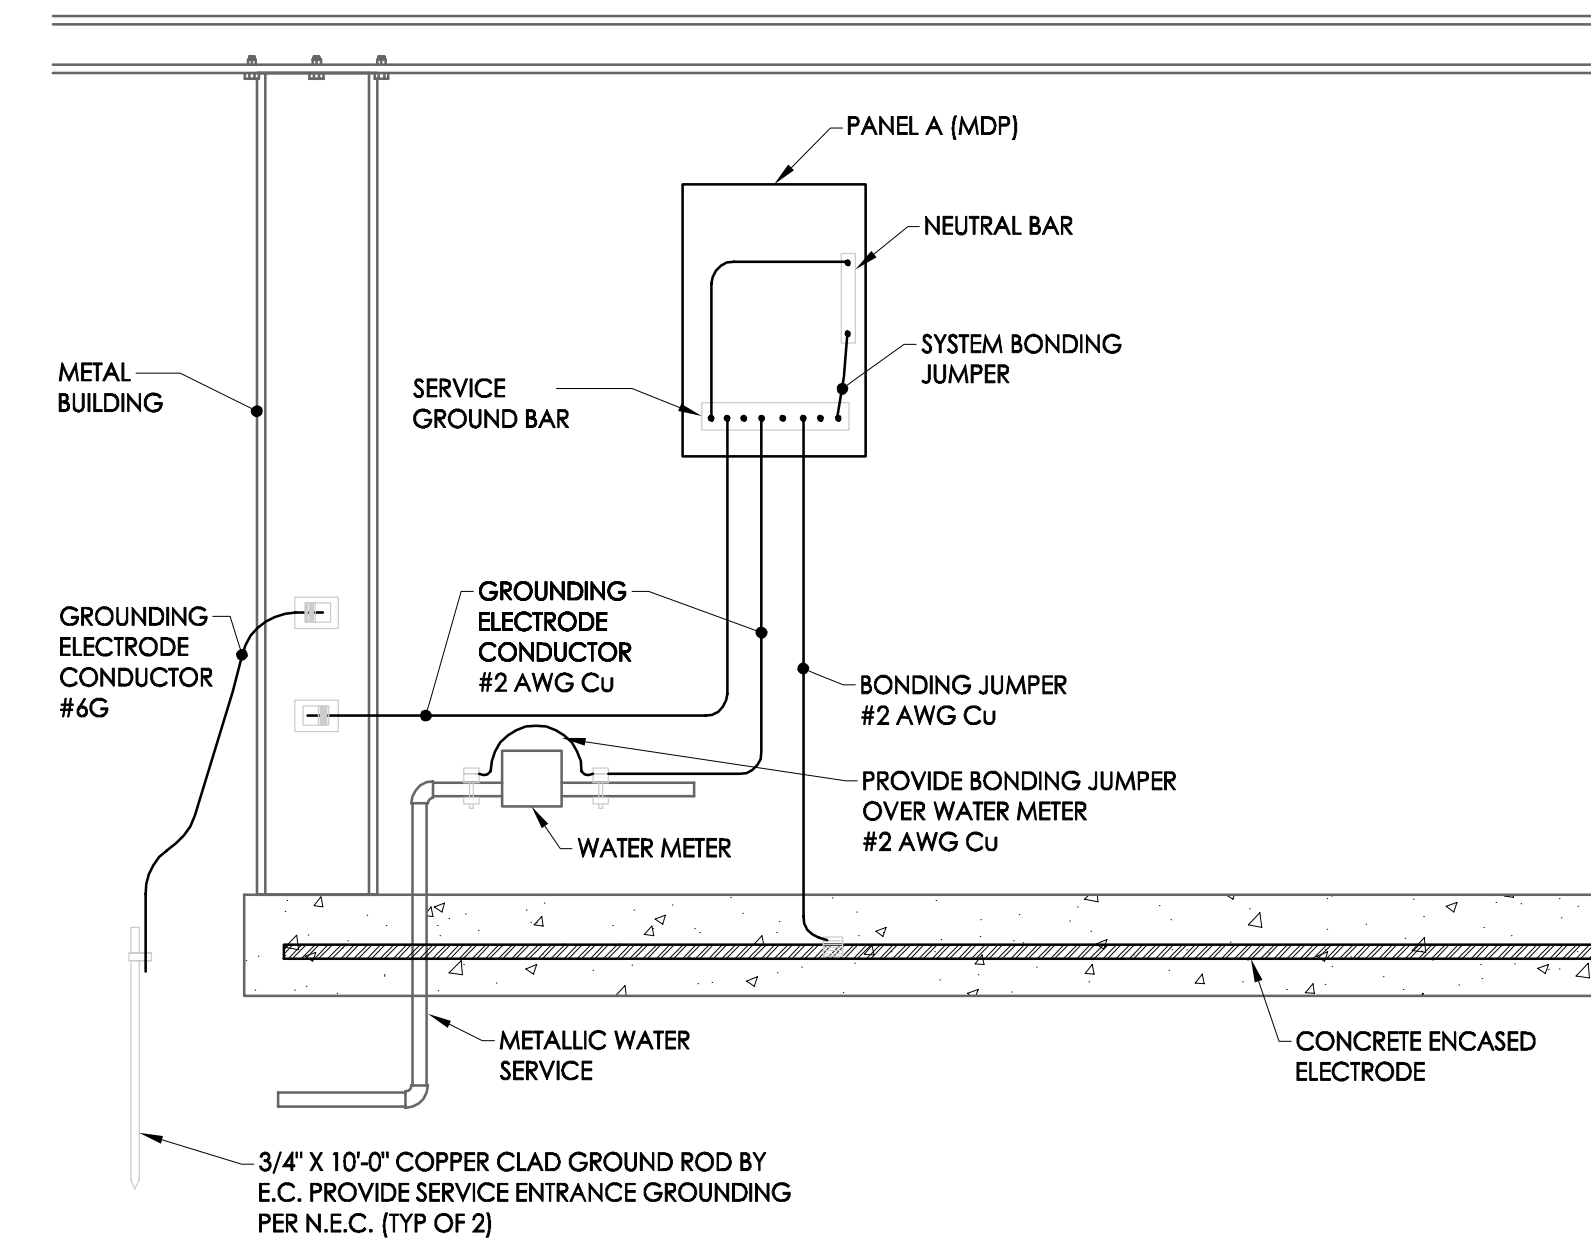 PANEL A (MDP)
NEUTRAL BAR
SYSTEM BONDING
JUMPER
METAL
BUILDING
SERVICE
GROUND BAR
GROUNDING
ELECTRODE
CONDUCTOR
#6G
GROUNDING
ELECTRODE
CONDUCTOR
#2 AWG Cu
BONDING JUMPER
#2 AWG Cu
PROVIDE BONDING JUMPER
OVER WATER METER
#2 AWG Cu
WATER METER
METALLIC WATER
SERVICE
CONCRETE ENCASED
ELECTRODE
3/4" X 10'-0" COPPER CLAD GROUND ROD BY
E.C. PROVIDE SERVICE ENTRANCE GROUNDING
PER N.E.C. (TYP OF 2)